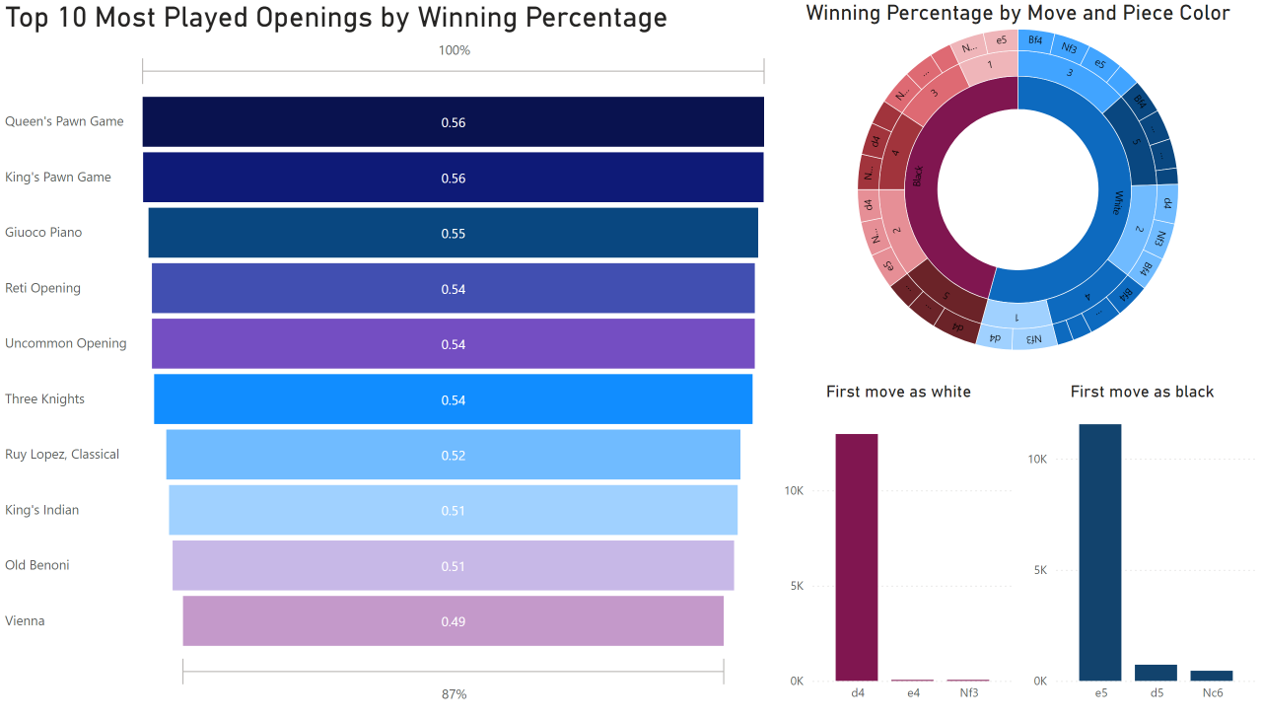 Top 10 Most Played Openings by Winning Percentage
100%
Queen's Pawn Game 0.56
King's Pawn Game 0.56
Giuoco Piano 0.55
Reti Opening 0.54
Uncommon Opening 0.54
Three Knights 0.54
Ruy Lopez, Classical 0.52
King's Indian 0.51
Old Benoni 0.51
Vienna 0.49
87%
Winning Percentage by Move and Piece Color
White
3
Bf4
Nf3
e5
5
Bf4
...
...
2
d4
Nf3
Bf4
4
Bf4
...
1
Nf3
d4
Black
5
d4
...
...
2
e5
N...
d4
4
N...
d4
3
N...
...
1
N...
e5
First move as white
10K
5K
0K
d4 e4 Nf3
First move as black
10K
5K
0K
e5 d5 Nc6